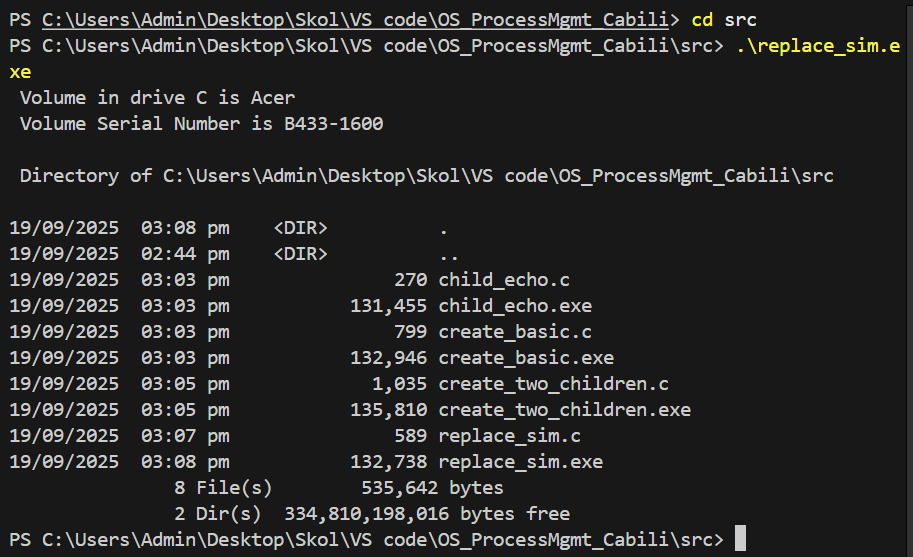 PS C:\Users\Admin\Desktop\Skol\VS code\OS_ProcessMgmt_Cabili> cd src
PS C:\Users\Admin\Desktop\Skol\VS code\OS_ProcessMgmt_Cabili\src> .\replace_sim.e
xe
 Volume in drive C is Acer
 Volume Serial Number is B433-1600

 Directory of C:\Users\Admin\Desktop\Skol\VS code\OS_ProcessMgmt_Cabili\src

19/09/2025  03:08 pm    <DIR>          .
19/09/2025  02:44 pm    <DIR>          ..
19/09/2025  03:03 pm               270 child_echo.c
19/09/2025  03:03 pm           131,455 child_echo.exe
19/09/2025  03:03 pm               799 create_basic.c
19/09/2025  03:03 pm           132,946 create_basic.exe
19/09/2025  03:05 pm             1,035 create_two_children.c
19/09/2025  03:05 pm           135,810 create_two_children.exe
19/09/2025  03:07 pm               589 replace_sim.c
19/09/2025  03:08 pm           132,738 replace_sim.exe
               8 File(s)        535,642 bytes
               2 Dir(s)  334,810,198,016 bytes free
PS C:\Users\Admin\Desktop\Skol\VS code\OS_ProcessMgmt_Cabili\src>